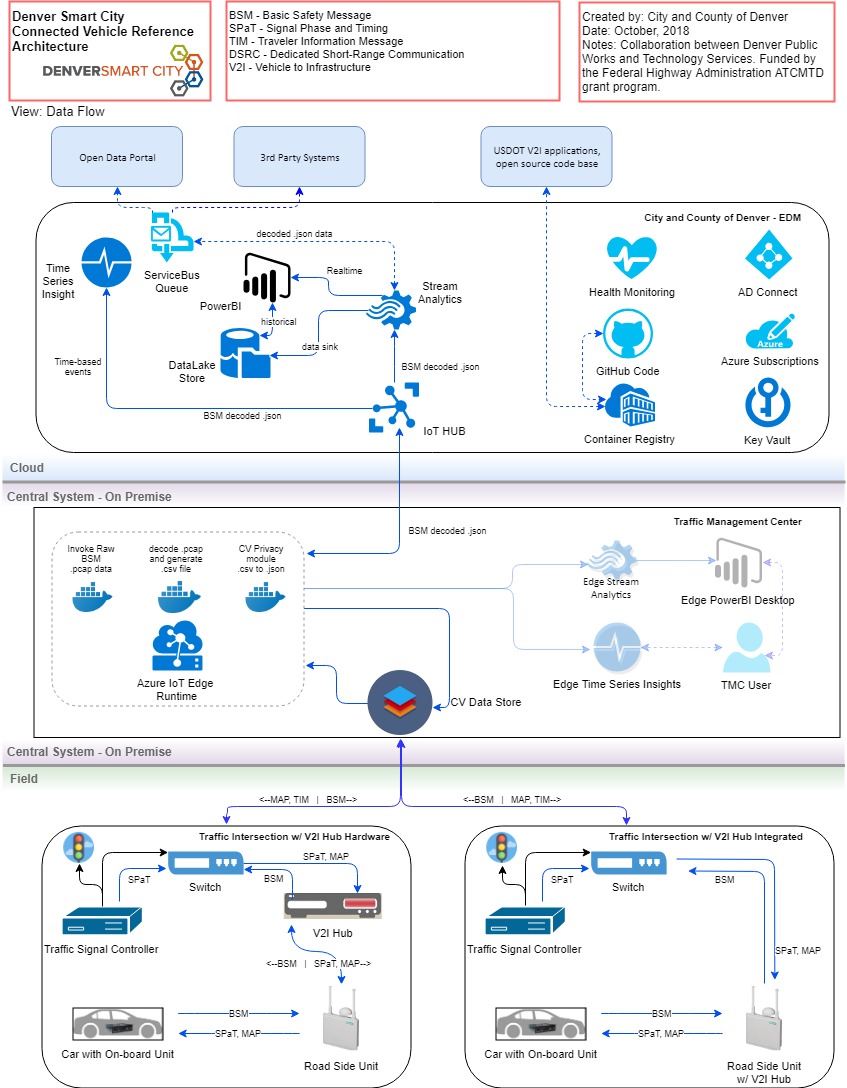 Denver Smart City
Connected Vehicle Reference
Architecture
DENVERSMART CITY
BSM - Basic Safety Message
SPaT - Signal Phase and Timing
TIM - Traveler Information Message
DSRC - Dedicated Short-Range Communication
V2I - Vehicle to Infrastructure
Created by: City and County of Denver
Date: October, 2018
Notes: Collaboration between Denver Public
Works and Technology Services. Funded by
the Federal Highway Administration ATCMTD
grant program.
View: Data Flow
Open Data Portal
3rd Party Systems
USDOT V2I applications,
open source code base
City and County of Denver - EDM
decoded .json data
Time
Series
Insight
ServiceBus
Queue
PowerBI
Realtime
Stream
Analytics
historical
data sink
DataLake
Store
Time-based
events
BSM decoded .json
BSM decoded .json
IoT HUB
Health Monitoring
AD Connect
GitHub Code
Azure
Azure Subscriptions
Container Registry
Key Vault
Cloud
Central System - On Premise
Traffic Management Center
BSM decoded .json
Invoke Raw
BSM
.pcap data
decode .pcap
and generate
.csv file
CV Privacy
module
.csv to .json
Azure IoT Edge
Runtime
Edge Stream
Analytics
Edge PowerBI Desktop
Edge Time Series Insights
TMC User
CV Data Store
Central System - On Premise
Field
<--MAP, TIM | BSM-->
<--BSM | MAP, TIM-->
Traffic Intersection w/ V2I Hub Hardware
SPaT
Switch
SPaT, MAP
BSM
V2I Hub
Traffic Signal Controller
<--BSM | SPaT, MAP-->
BSM
SPaT, MAP
Car with On-board Unit
Road Side Unit
Traffic Intersection w/ V2I Hub Integrated
SPaT
Switch
BSM
Traffic Signal Controller
SPaT, MAP
BSM
SPaT, MAP
Car with On-board Unit
Road Side Unit
w/ V2I Hub